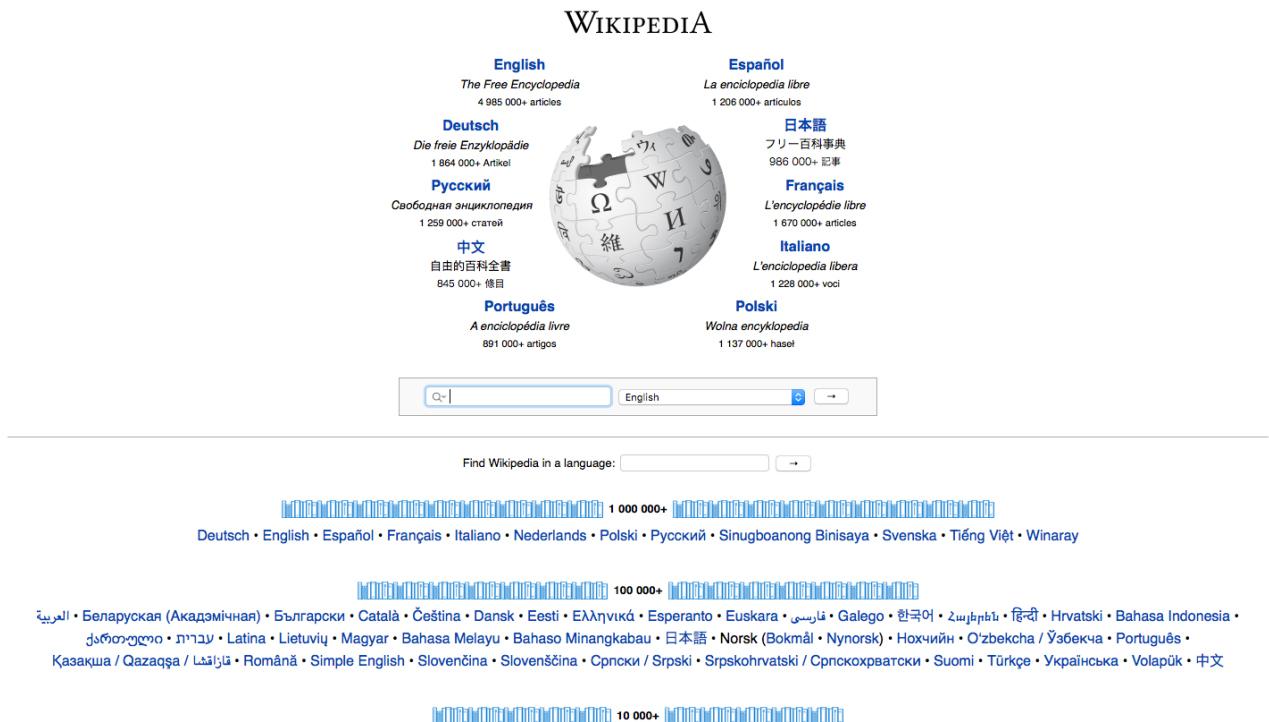 WIKIPEDIA
English
The Free Encyclopedia
4 985 000+ articles
Español
La enciclopedia libre
1 206 000+ artículos
Deutsch
Die freie Enzyklopädie
1 864 000+ Artikel
日本語
フリー百科事典
986 000+ 記事
Русский
Свободная энциклопедия
1 259 000+ статей
Français
L'encyclopédie libre
1 670 000+ articles
中文
自由的百科全書
845 000+ 條目
Italiano
L'enciclopedia libera
1 228 000+ voci
Português
A enciclopédia livre
891 000+ artigos
Polski
Wolna encyklopedia
1 137 000+ haseł
Ω W И 維 ウィ 7
English →
Find Wikipedia in a language: →
1 000 000+
Deutsch • English • Español • Français • Italiano • Nederlands • Polski • Русский • Sinugboanong Binisaya • Svenska • Tiếng Việt • Winaray
100 000+
العربية • Беларуская (Акадэмічная) • Български • Català • Čeština • Dansk • Eesti • Ελληνικά • Esperanto • Euskara • فارسی • Galego • 한국어 • Հայերեն • हिन्दी • Hrvatski • Bahasa Indonesia •
ქართული • עברית • Latina • Lietuvių • Magyar • Bahasa Melayu • Bahaso Minangkabau • 日本語 • Norsk (Bokmål • Nynorsk) • Нохчийн • O'zbekcha / Ўзбекча • Português •
Қазақша / Qazaqşa / قازاقشا • Română • Simple English • Slovenčina • Slovenščina • Српски / Srpski • Srpskohrvatski / Српскохрватски • Suomi • Türkçe • Українська • Volapük • 中文
10 000+